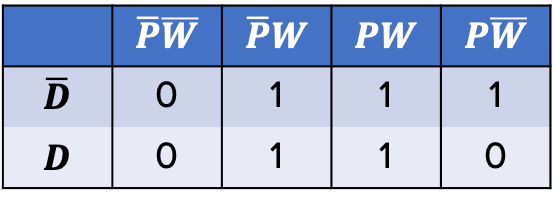 P̅W̅ P̅W PW PW̅
D̅ 0 1 1 1
D 0 1 1 0